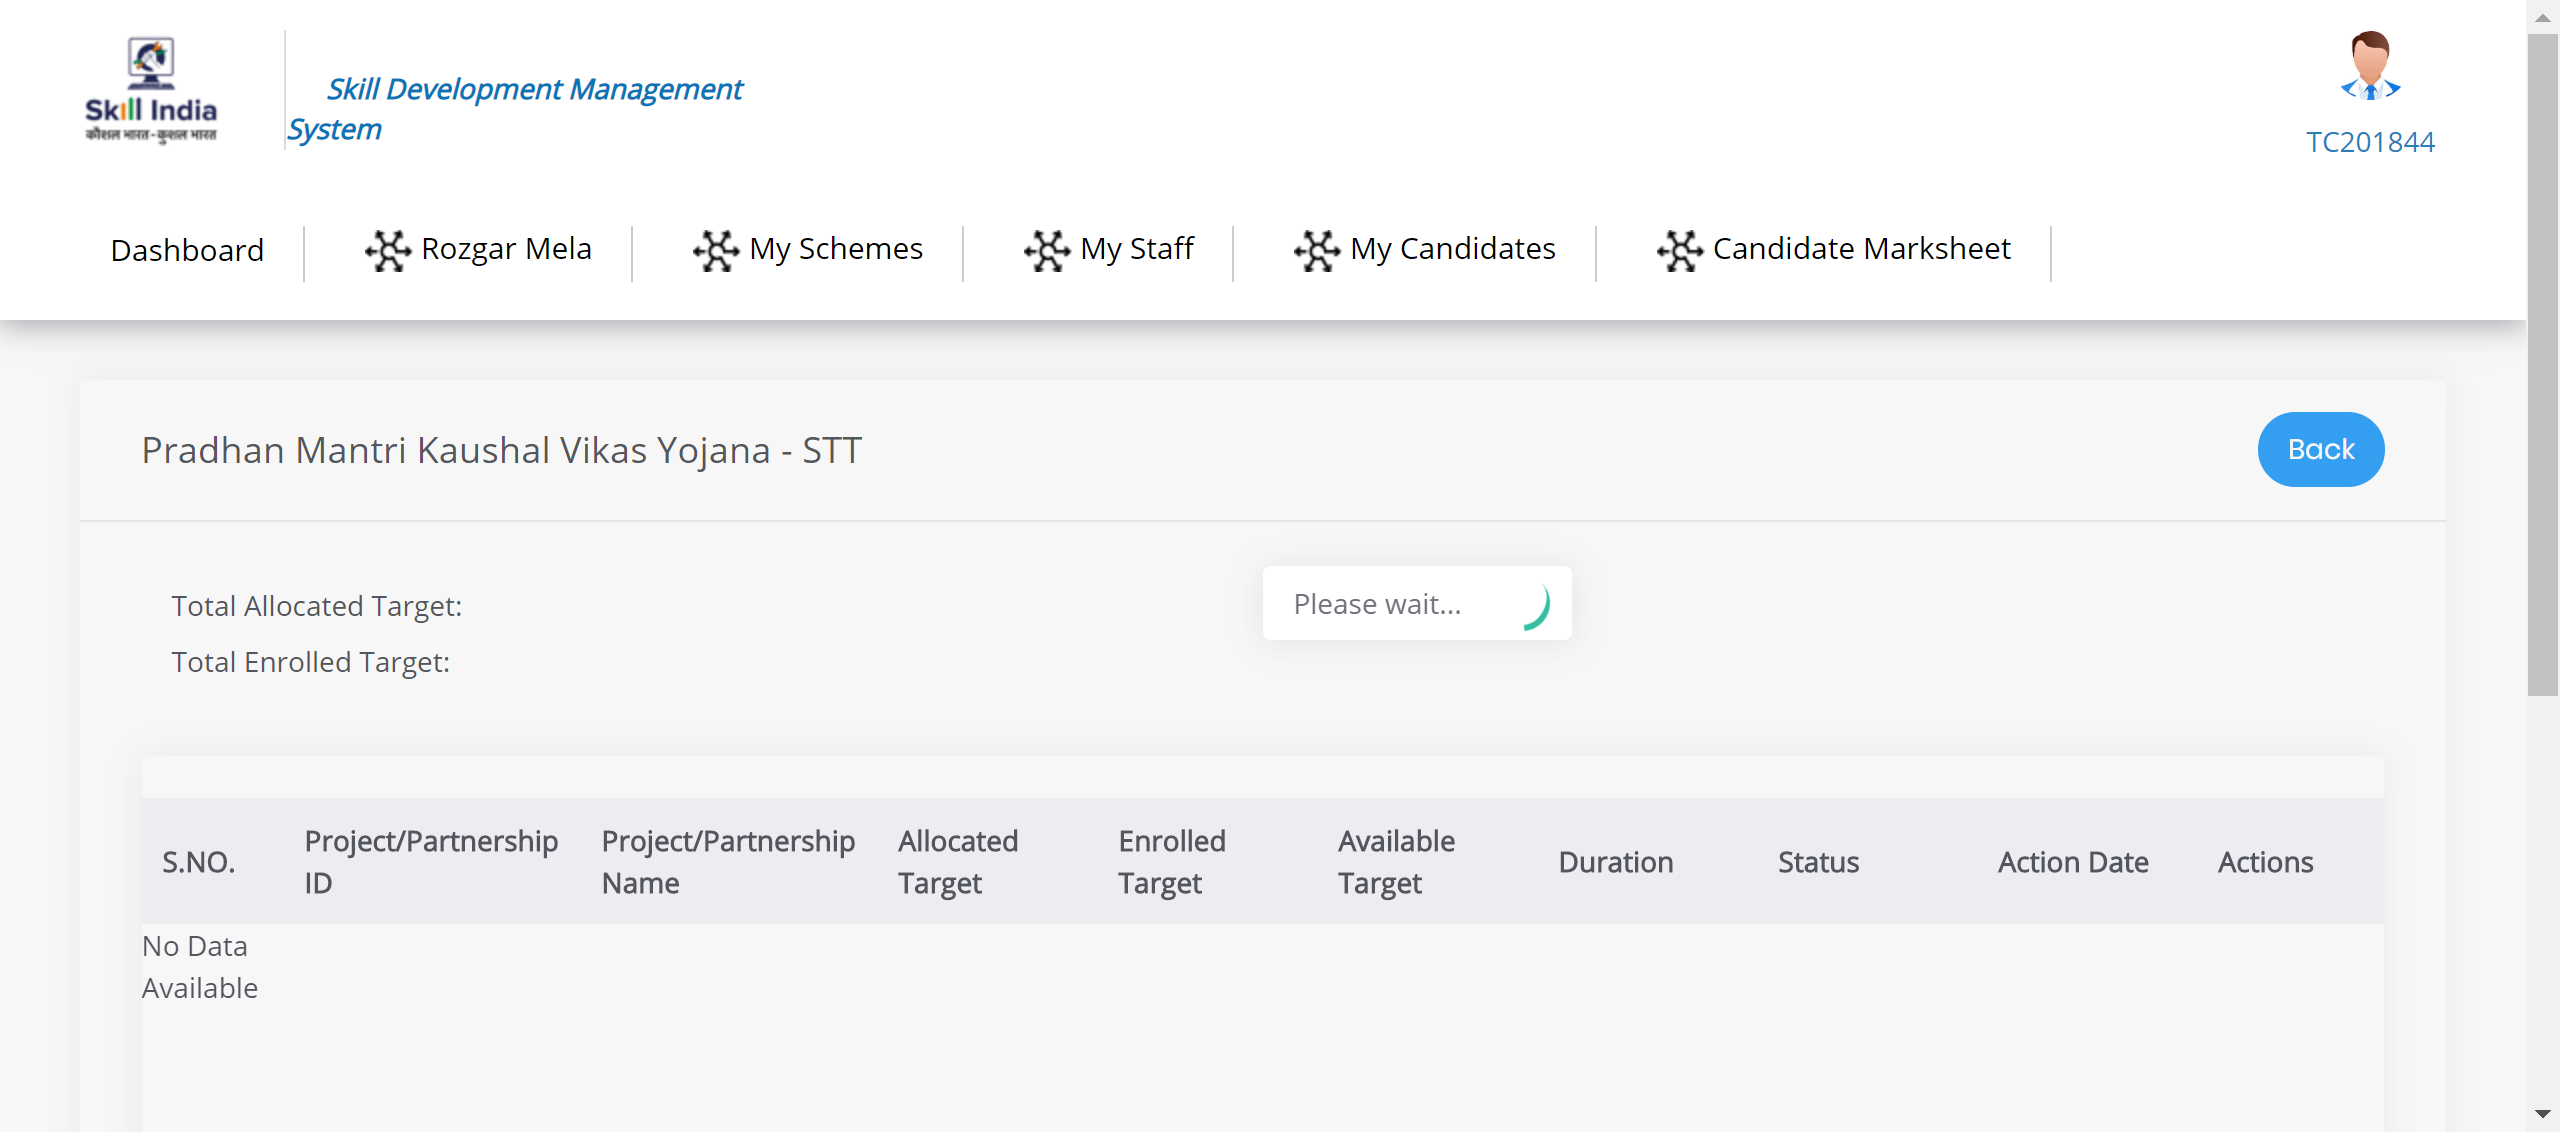 Skill India
कौशल भारत-कुशल भारत
Skill Development Management
System
TC201844
Dashboard
Rozgar Mela
My Schemes
My Staff
My Candidates
Candidate Marksheet
Pradhan Mantri Kaushal Vikas Yojana - STT
Back
Total Allocated Target:
Please wait...
Total Enrolled Target:
S.NO.
Project/Partnership
ID
Project/Partnership
Name
Allocated
Target
Enrolled
Target
Available
Target
Duration
Status
Action Date
Actions
No Data
Available